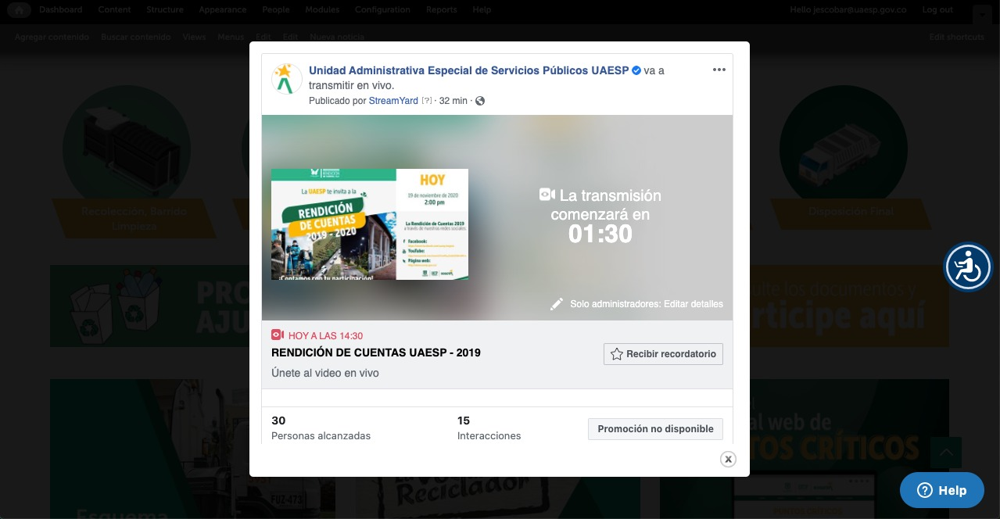 Dashboard Content Structure Appearance People Modules Configuration Reports Help Hello jescobar@uaesp.gov.co Log out
Agregar contenido Buscar contenido Views Menus Edit Edit Nueva noticia Edit shortcuts
Unidad Administrativa Especial de Servicios Públicos UAESP va a
transmitir en vivo.
Publicado por StreamYard [?] · 32 min ·
La UAESP te invita a la
RENDICIÓN
DE CUENTAS
2019 - 2020
¡Contamos con tu participación!
HOY
19 de noviembre de 2020
2:00 pm
La Rendición de Cuentas 2019
a través de nuestras redes sociales.
Facebook:
YouTube:
Página web:
La transmisión
comenzará en
01:30
Solo administradores: Editar detalles
HOY A LAS 14:30
RENDICIÓN DE CUENTAS UAESP - 2019
Recibir recordatorio
Únete al video en vivo
30
Personas alcanzadas
15
Interacciones
Promoción no disponible
X
Recolección, Barrido
Limpieza
Disposición Final
PRO
AJU
ulte los documentos y
rticipe aquí
al web de
TOS CRÍTICOS
FUZ-473
La Vo
Reciclador
Esquema
PUNTOS CRÍTICOS
Help